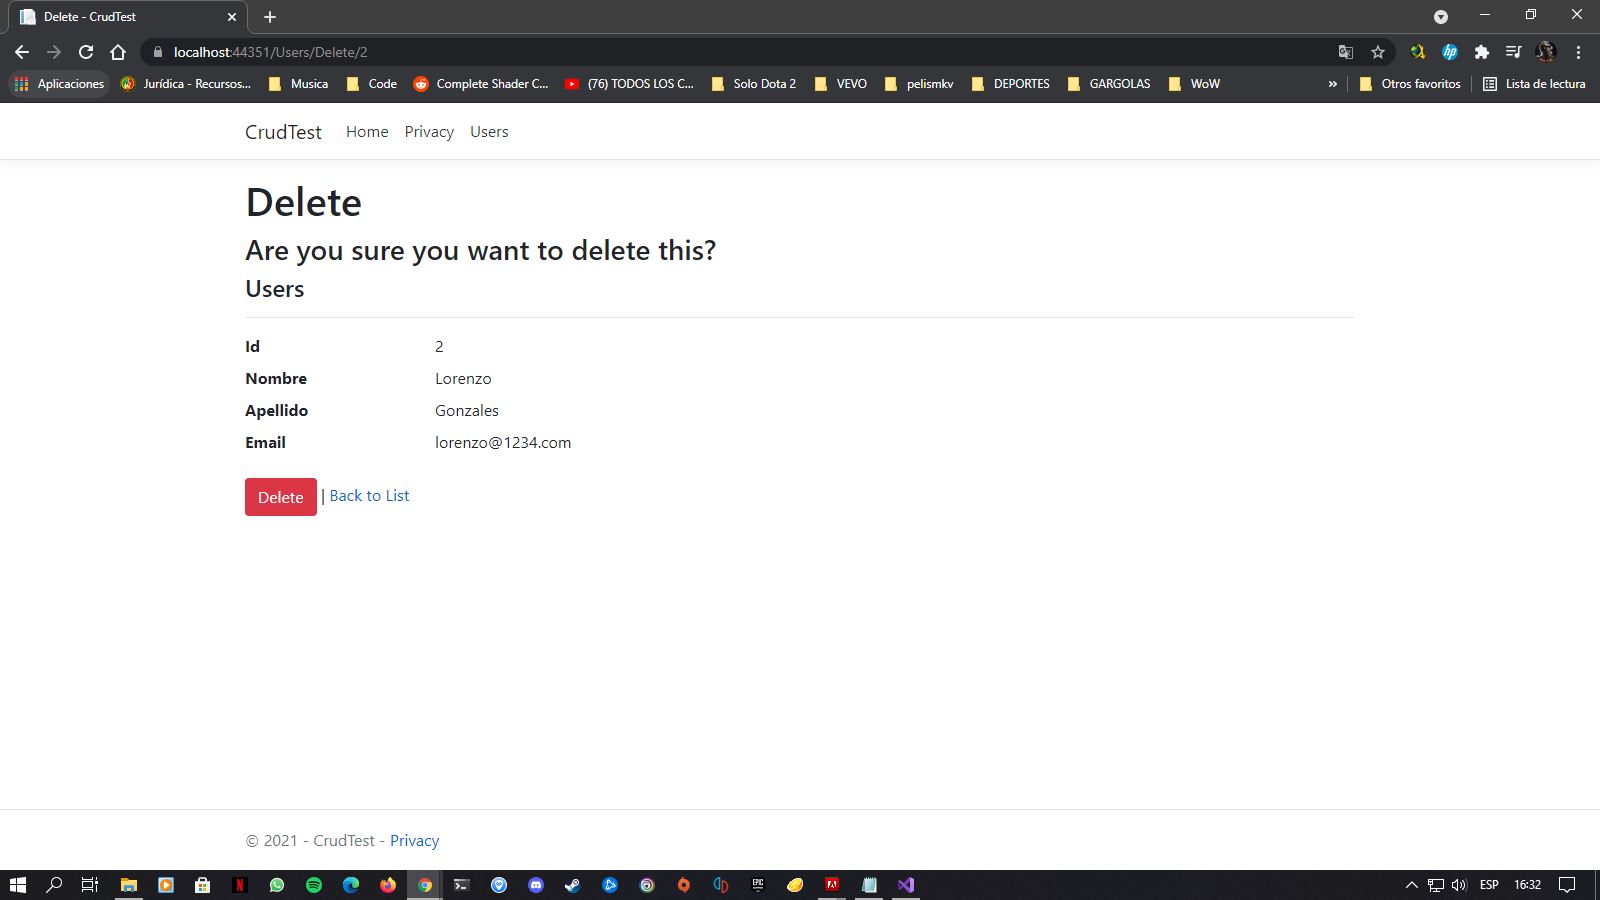 Delete - CrudTest
localhost:44351/Users/Delete/2
Aplicaciones Jurídica - Recursos... Musica Code Complete Shader C... (76) TODOS LOS C... Solo Dota 2 VEVO pelismkv DEPORTES GARGOLAS WoW » Otros favoritos Lista de lectura
CrudTest Home Privacy Users
Delete
Are you sure you want to delete this?
Users
Id 2
Nombre Lorenzo
Apellido Gonzales
Email lorenzo@1234.com
Delete | Back to List
© 2021 - CrudTest - Privacy
ESP 16:32